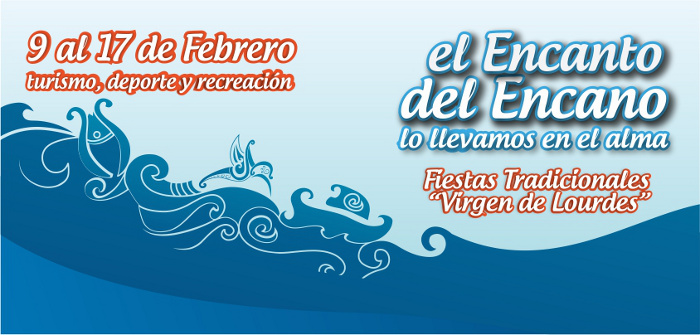 9 al 17 de Febrero
turismo, deporte y recreación
el Encanto
del Encano
lo llevamos en el alma
Fiestas Tradicionales
“Virgen de Lourdes”